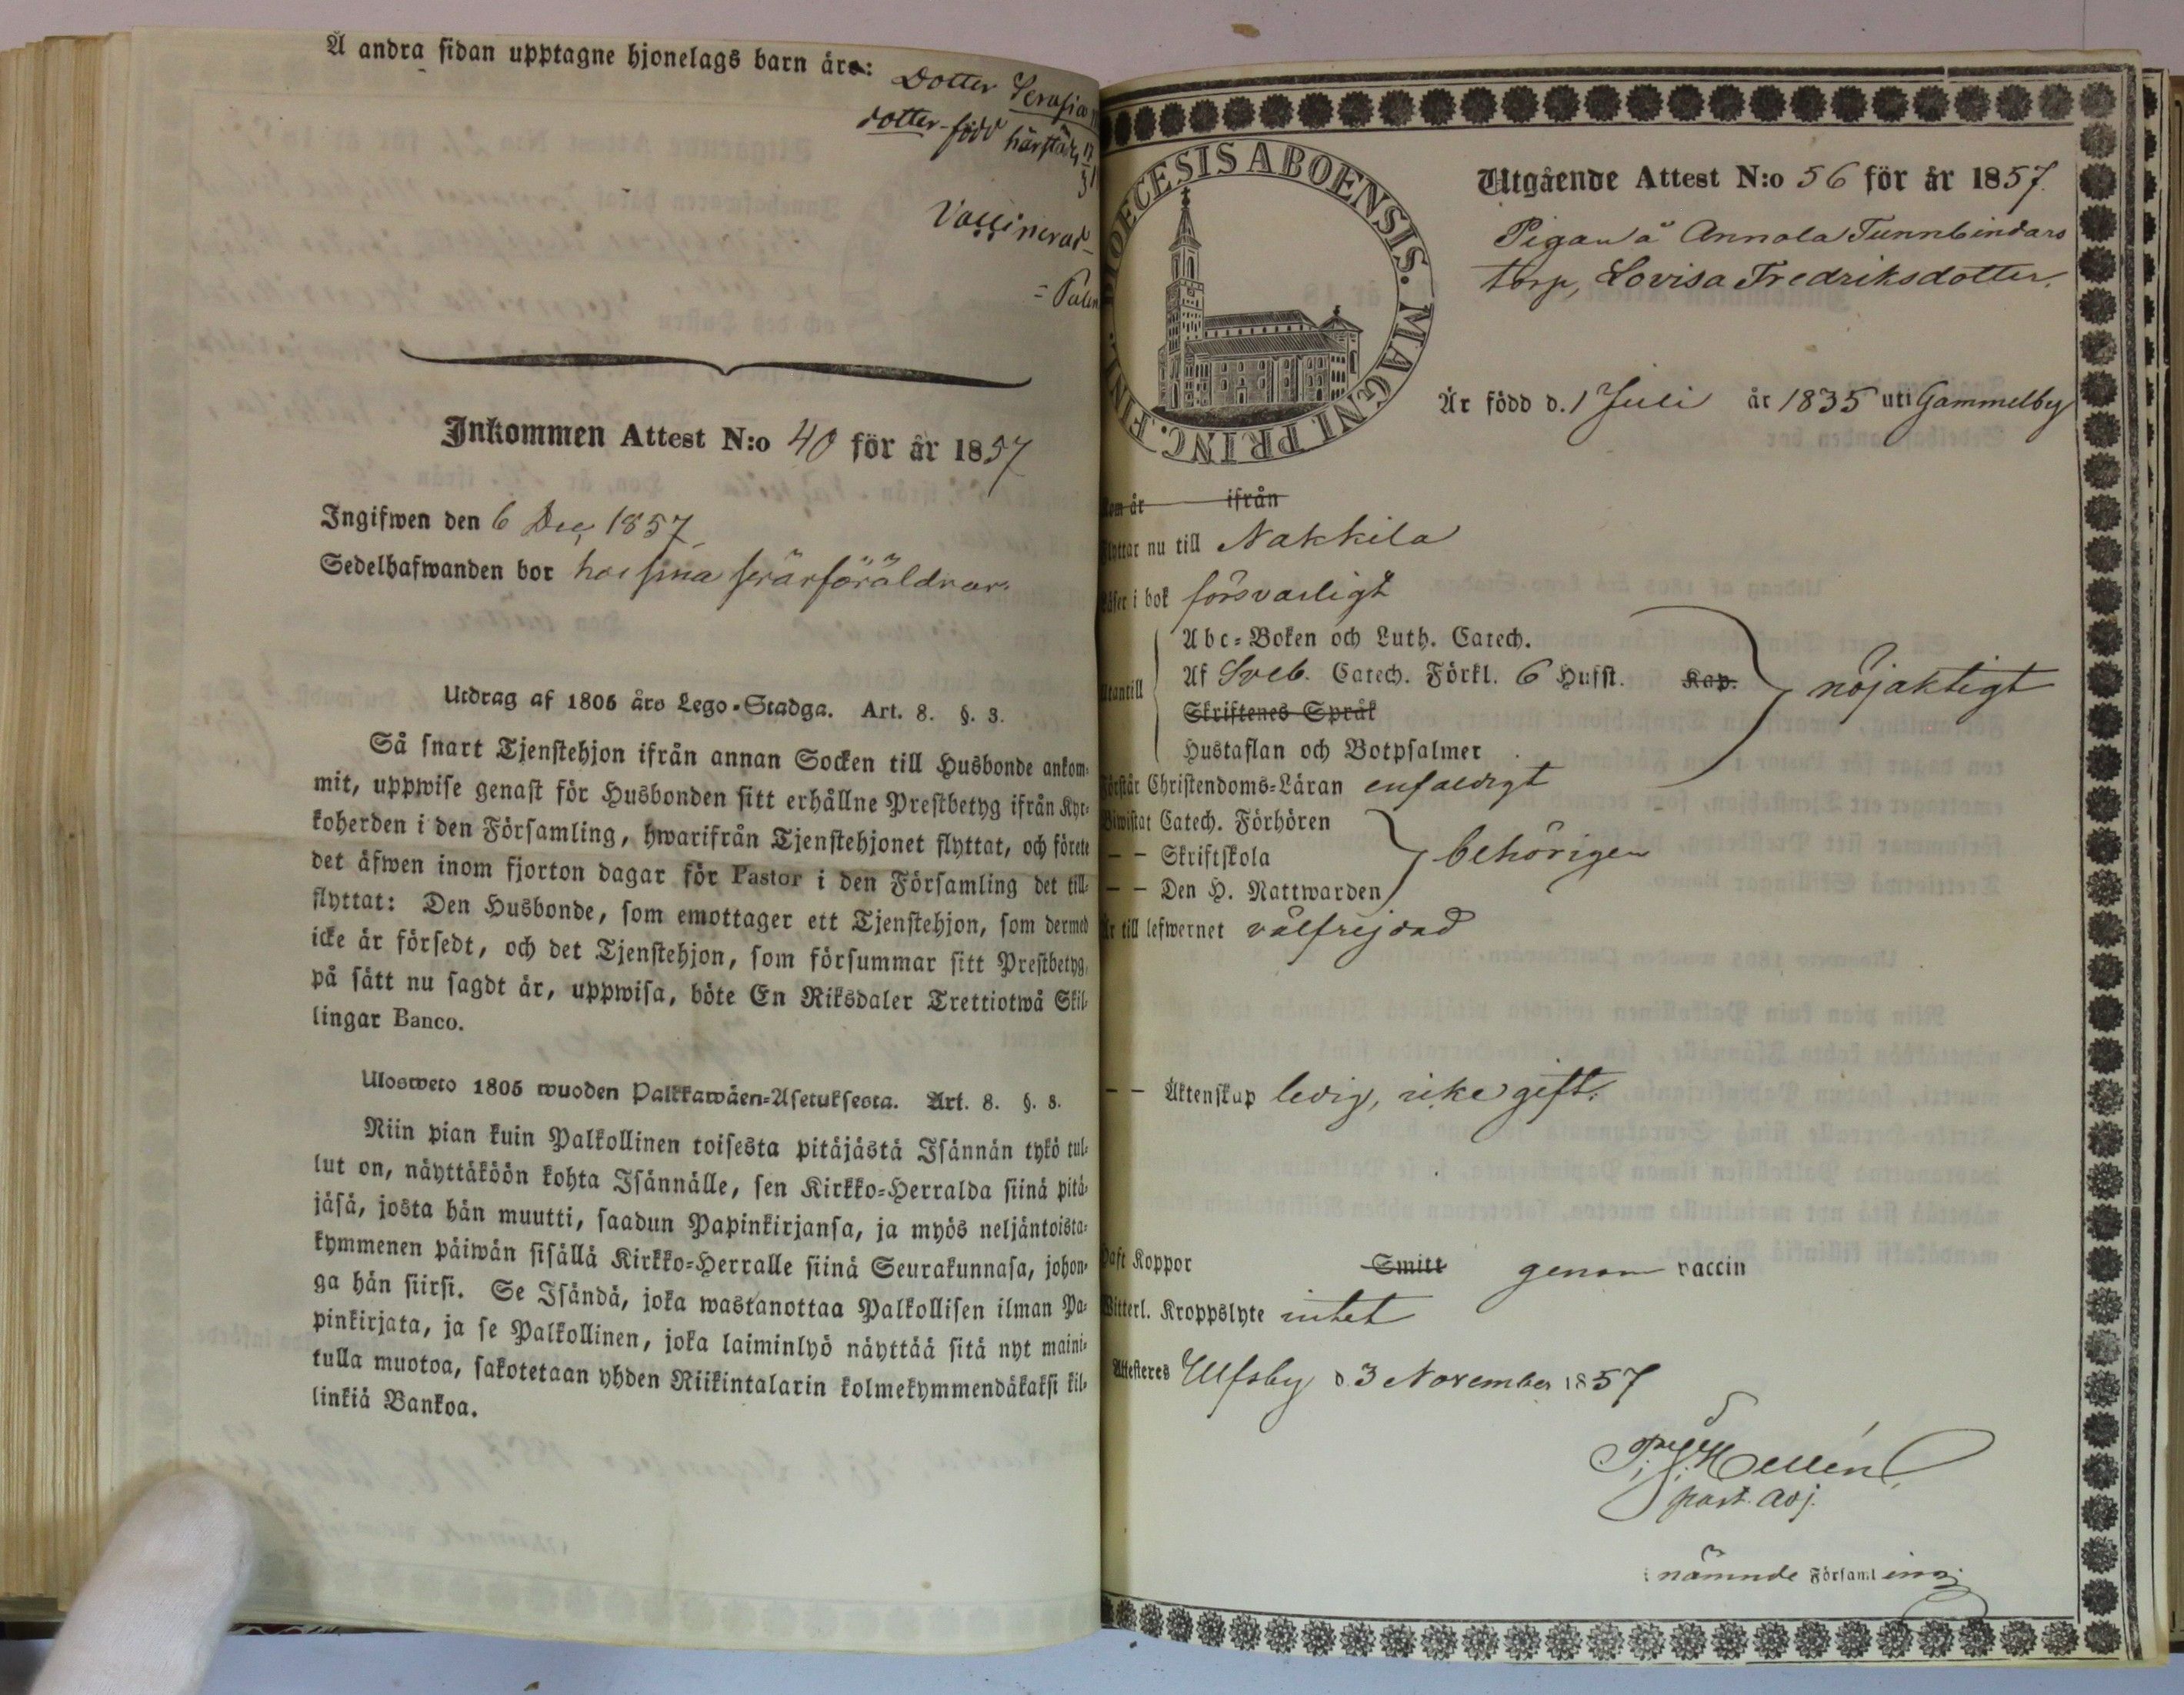 Å andra sidan upptagne hjonelags barn äro:
Dotter Serafia
dotter född härstädes
Vaccinerad
Inkommen Attest N:o 40 för år 1857
Ingifwen den 6 Dec. 1857
Sedelhafwanden bor hos sina svärföräldrar.
Utdrag af 1805 års Lego-Stadga. Art. 8. §. 3.
Så snart Tjenstehjon ifrån annan Socken till Husbonde ankom-
mit, uppwise genast för Husbonden sitt erhållne Prestbetyg ifrån Kyr-
koherden i den Församling, hwarifrån Tjenstehjonet flyttat, och förete
det äfwen inom fjorton dagar för Pastor i den Församling det till-
flyttat: Den Husbonde, som emottager ett Tjenstehjon, som dermed
icke är försedt, och det Tjenstehjon, som försummar sitt Prestbetyg,
på sätt nu sagdt är, uppwisa, böte En Riksdaler Trettiotwå Skil-
lingar Banco.
Ulosweto 1805 wuoden Palkkawäen-Asetuksesta. Art. 8. §. 3.
Niin pian kuin Palkollinen toisesta pitäjästä Isännän tykö tul-
lut on, näyttäköön kohta Isännälle, sen Kirkko-Herralda siinä pitä-
jäsä, josta hän muutti, saadun Papinkirjansa, ja myös neljäntoista-
kymmenen päiwän sisällä Kirkko-Herralle siinä Seurakunnasa, johon-
ga hän siirsi. Se Isändä, joka wastanottaa Palkollisen ilman Pa-
pinkirjata, ja se Palkollinen, joka laiminlyö näyttää sitä nyt maini-
tulla muotoa, sakotetaan yhden Riikintalarin kolmekymmendäkaksi kil-
linkiä Bankoa.
DIOECESIS ABOENSIS. MAGNI PRINC. FINL.
Utgående Attest N:o 56 för år 1857.
Pigan å Annola Tunnbindars
torp, Lovisa Fredriksdotter.
Är född d. 1 Juli år 1835 uti Gammelby
kom år ifrån
Flyttar nu till Nakkila
Läser i bok försvarligt
Utantill
Abc-Boken och Luth. Catech.
Af Sveb. Catech. Förkl. 6 Hufst. Kap.
Skriftenes Språk
Hustaflan och Botpsalmer
nöjaktigt
Förstår Christendoms-Läran enfaldigt
Biwistat Catech. Förhören
— — Skriftskola
— — Den H. Nattwarden
behörigen
Är till lefwernet välfrejdad
— — Äktenskap ledig, icke gift.
Haft Koppor Smitt genom vaccin
Witterl. Kroppslyte intet
Attesteres Ulfsby d. 3 November 1857
Hellén
past. adj.
i nämnde Församling.